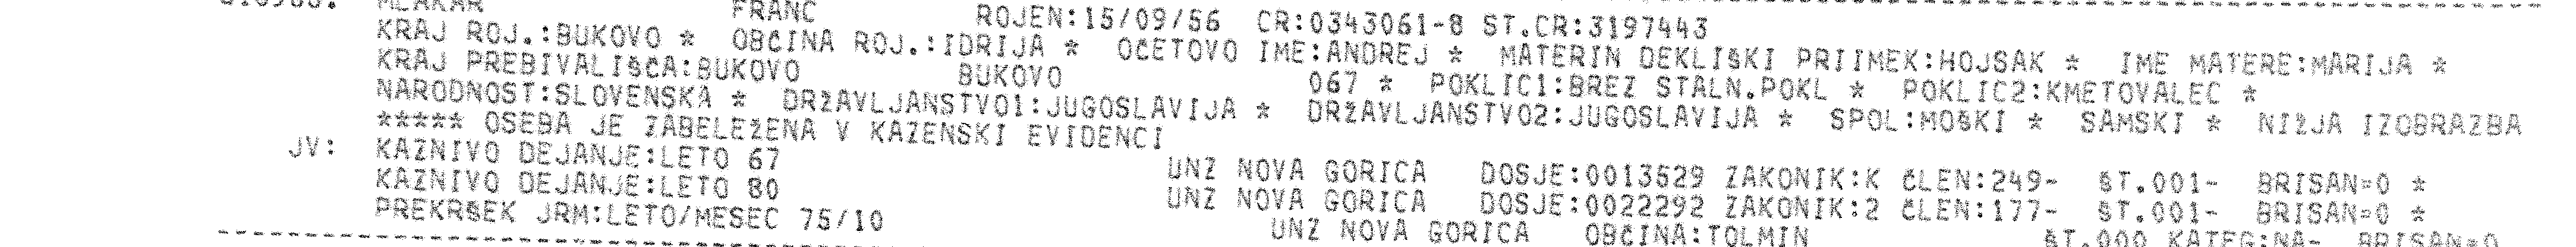 MLAKAR FRANC ROJEN:15/09/56 CR:0343061-8 ST.CR:3197443
KRAJ ROJ.:BUKOVO * OBČINA ROJ.:IDRIJA * OČETOVO IME:ANDREJ * MATERIN DEKLIŠKI PRIIMEK:HOJSAK * IME MATERE:MARIJA *
KRAJ PREBIVALIŠČA:BUKOVO BUKOVO 067 * POKLIC1:BREZ STALN.POKL * POKLIC2:KMETOVALEC *
NARODNOST:SLOVENSKA * DRŽAVLJANSTVO1:JUGOSLAVIJA * DRŽAVLJANSTVO2:JUGOSLAVIJA * SPOL:MOŠKI * SAMSKI * NIŽJA IZOBRAZBA
***** OSEBA JE ZABELEŽENA V KAZENSKI EVIDENCI
JV: KAZNIVO DEJANJE:LETO 67 UNZ NOVA GORICA DOSJE:0013529 ZAKONIK:K ČLEN:249- ŠT.001- BRISAN=0 *
KAZNIVO DEJANJE:LETO 80 UNZ NOVA GORICA DOSJE:0022292 ZAKONIK:2 ČLEN:177- ŠT.001- BRISAN=0 *
PREKRŠEK JRM:LETO/MESEC 75/10 UNZ NOVA GORICA OBČINA:TOLMIN ŠT.000 KATEG:NA- BRISAN=0